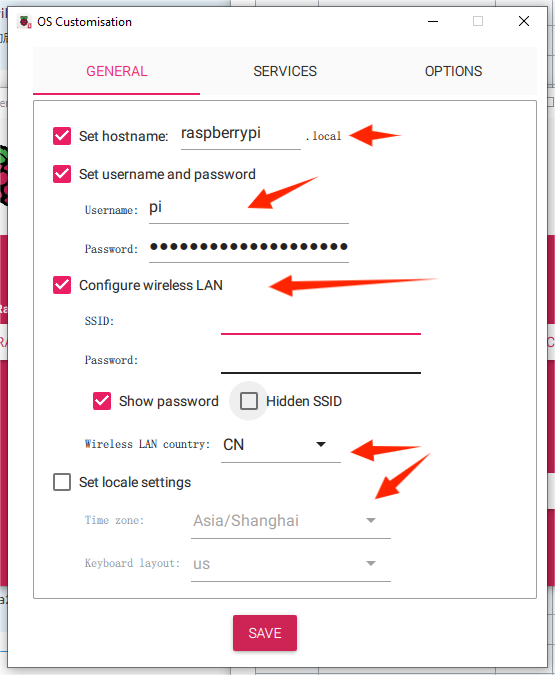 OS Customisation
GENERAL SERVICES OPTIONS
Set hostname: raspberrypi .local
Set username and password
Username: pi
Password: ••••••••••••••••••••
Configure wireless LAN
SSID:
Password:
Show password Hidden SSID
Wireless LAN country: CN
Set locale settings
Time zone: Asia/Shanghai
Keyboard layout: us
SAVE